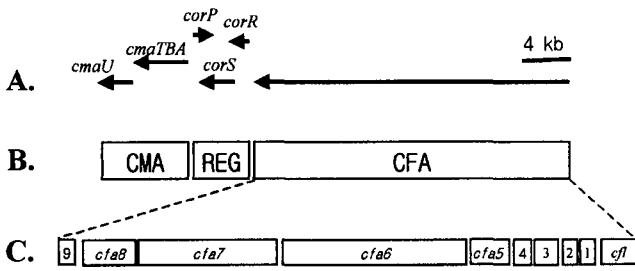 corP
corR
cmaTBA
4 kb
cmaU
corS
A.
B. CMA REG CFA
C. 9 cfa8 cfa7 cfa6 cfa5 4 3 2 1 cfl